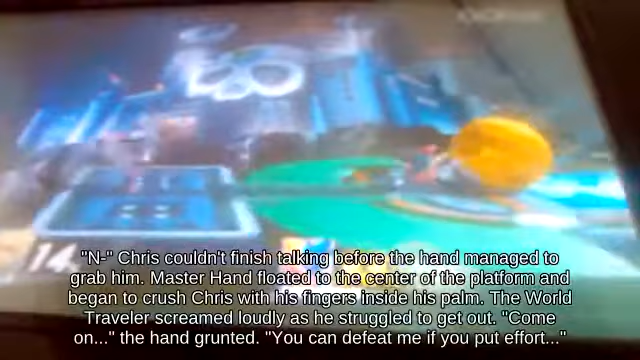 14
"N-" Chris couldn't finish talking before the hand managed to
grab him. Master Hand floated to the center of the platform and
began to crush Chris with his fingers inside his palm. The World
Traveler screamed loudly as he struggled to get out. "Come
on..." the hand grunted. "You can defeat me if you put effort..."